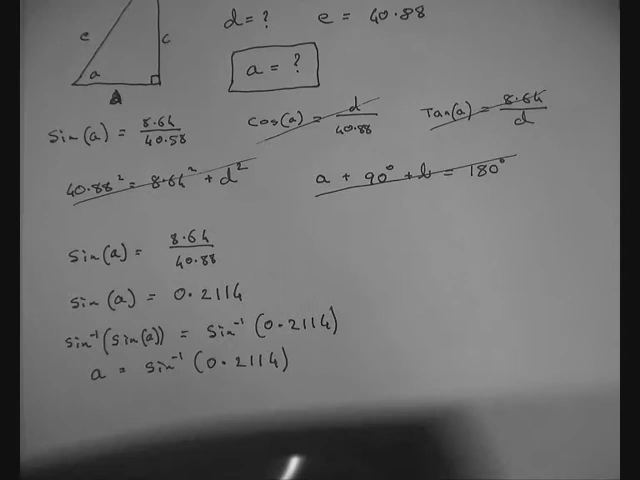 d = ? e = 40.88
e c
a = ?
a
d
sin(a) = 8.64/40.58 cos(a) = d/40.88 Tan(a) = 8.64/d
40.88² = 8.64² + d² a + 90° + b = 180°
sin(a) = 8.64/40.88
sin(a) = 0.2114
sin⁻¹(sin(a)) = sin⁻¹(0.2114)
a = sin⁻¹(0.2114)